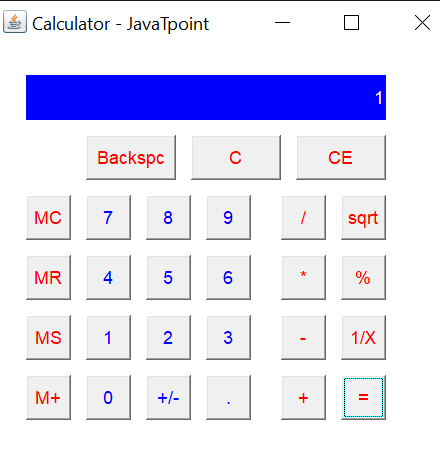 Calculator - JavaTpoint
1
Backspc C CE
MC 7 8 9 / sqrt
MR 4 5 6 * %
MS 1 2 3 - 1/X
M+ 0 +/- . + =